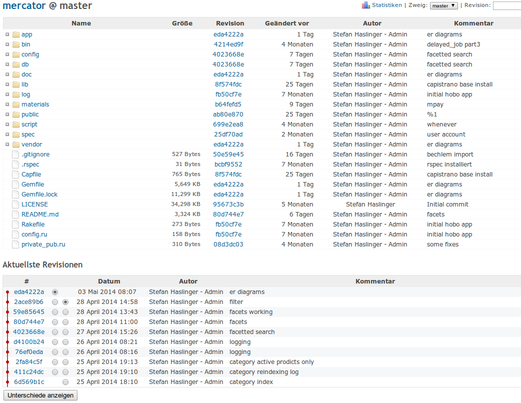 mercator @ master
Statistiken | Zweig: master | Revision:
Name Größe Revision Geändert vor Autor Kommentar
app eda4222a 1 Tag Stefan Haslinger - Admin er diagrams
bin 4214ed9f 4 Monaten Stefan Haslinger - Admin delayed_job part3
config 4023668e 7 Tagen Stefan Haslinger - Admin facetted search
db 4023668e 7 Tagen Stefan Haslinger - Admin facetted search
doc eda4222a 1 Tag Stefan Haslinger - Admin er diagrams
lib 8f574fdc 25 Tagen Stefan Haslinger - Admin capistrano base install
log fb50cf7e 7 Monaten Stefan Haslinger - Admin initial hobo app
materials b64fefd5 9 Tagen Stefan Haslinger - Admin mpay
public ab80e870 25 Tagen Stefan Haslinger - Admin %1
script 699e2ea8 4 Monaten Stefan Haslinger - Admin whenever
spec 25df70ad 2 Monaten Stefan Haslinger - Admin user account
vendor eda4222a 1 Tag Stefan Haslinger - Admin er diagrams
.gitignore 527 Bytes 50e59e45 16 Tagen Stefan Haslinger - Admin bechlem import
.rspec 31 Bytes bcbf9552 7 Monaten Stefan Haslinger - Admin rspec installiert
Capfile 765 Bytes 8f574fdc 25 Tagen Stefan Haslinger - Admin capistrano base install
Gemfile 5,649 KB eda4222a 1 Tag Stefan Haslinger - Admin er diagrams
Gemfile.lock 11,299 KB eda4222a 1 Tag Stefan Haslinger - Admin er diagrams
LICENSE 34,298 KB 95673c3b 5 Monaten Stefan Haslinger Initial commit
README.md 3,324 KB 80d744e7 6 Tagen Stefan Haslinger - Admin facets
Rakefile 273 Bytes fb50cf7e 7 Monaten Stefan Haslinger - Admin initial hobo app
config.ru 158 Bytes fb50cf7e 7 Monaten Stefan Haslinger - Admin initial hobo app
private_pub.ru 310 Bytes 08d3dc03 4 Monaten Stefan Haslinger - Admin some fixes
Aktuellste Revisionen
# Datum Autor Kommentar
eda4222a 03 Mai 2014 08:07 Stefan Haslinger - Admin er diagrams
2ace89b6 28 April 2014 14:58 Stefan Haslinger - Admin filter
59e85645 28 April 2014 13:43 Stefan Haslinger - Admin facets working
80d744e7 28 April 2014 11:00 Stefan Haslinger - Admin facets
4023668e 27 April 2014 15:26 Stefan Haslinger - Admin facetted search
d4100b24 26 April 2014 08:21 Stefan Haslinger - Admin logging
76ef0eda 26 April 2014 08:16 Stefan Haslinger - Admin logging
2fa84c5f 25 April 2014 19:13 Stefan Haslinger - Admin category active prodicts only
411c24dc 25 April 2014 19:10 Stefan Haslinger - Admin category reindexing log
6d569b1c 25 April 2014 18:10 Stefan Haslinger - Admin category index
Unterschiede anzeigen